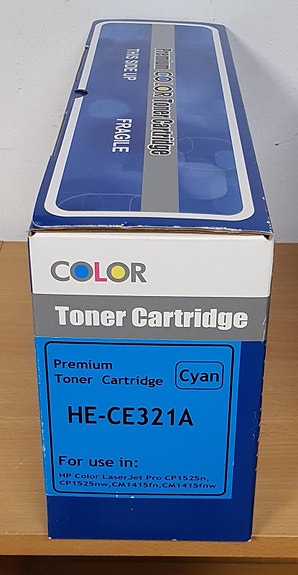 Premium COLOR Toner Cartridge
THIS SIDE UP
FRAGILE
COLOR
Toner Cartridge
Premium
Toner Cartridge
Cyan
HE-CE321A
For use in:
HP Color LaserJet Pro CP1525n,
CP1525nw,CM1415fn,CM1415fnw